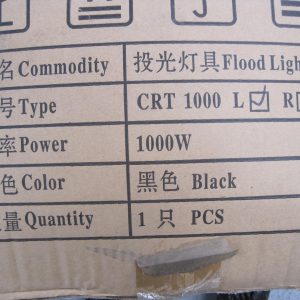 名Commodity 投光灯具Flood Ligh
号Type CRT 1000 L☑ R
率Power 1000W
色Color 黑色 Black
量Quantity 1 只 PCS